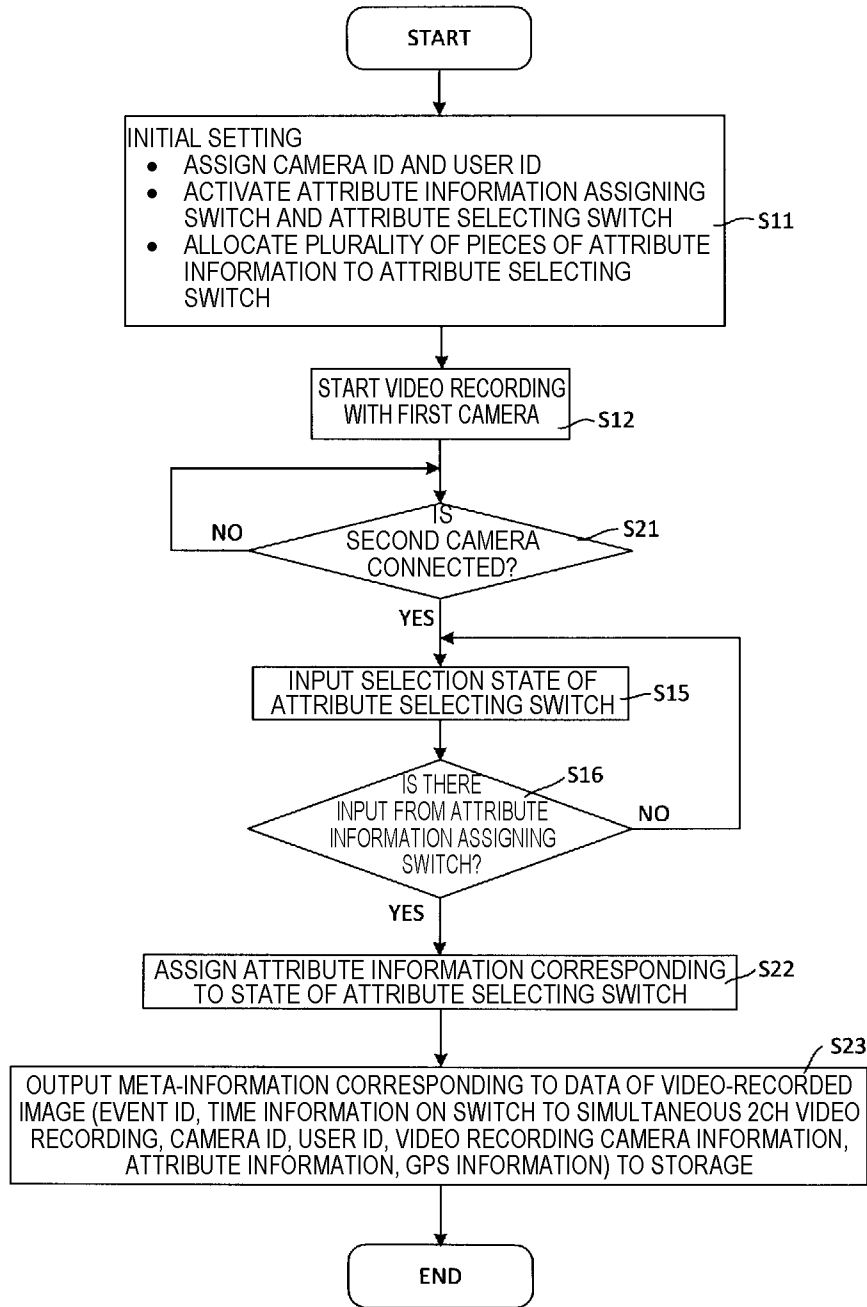 START
INITIAL SETTING
● ASSIGN CAMERA ID AND USER ID
● ACTIVATE ATTRIBUTE INFORMATION ASSIGNING
SWITCH AND ATTRIBUTE SELECTING SWITCH
● ALLOCATE PLURALITY OF PIECES OF ATTRIBUTE
INFORMATION TO ATTRIBUTE SELECTING
SWITCH
S11
START VIDEO RECORDING
WITH FIRST CAMERA
S12
IS
SECOND CAMERA
CONNECTED?
S21
NO
YES
INPUT SELECTION STATE OF
ATTRIBUTE SELECTING SWITCH
S15
IS THERE
INPUT FROM ATTRIBUTE
INFORMATION ASSIGNING
SWITCH?
S16
NO
YES
ASSIGN ATTRIBUTE INFORMATION CORRESPONDING
TO STATE OF ATTRIBUTE SELECTING SWITCH
S22
S23
OUTPUT META-INFORMATION CORRESPONDING TO DATA OF VIDEO-RECORDED
IMAGE (EVENT ID, TIME INFORMATION ON SWITCH TO SIMULTANEOUS 2CH VIDEO
RECORDING, CAMERA ID, USER ID, VIDEO RECORDING CAMERA INFORMATION,
ATTRIBUTE INFORMATION, GPS INFORMATION) TO STORAGE
END